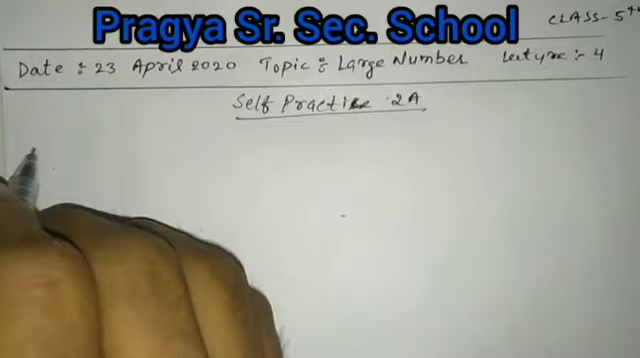 Pragya Sr. Sec. School
CLASS- 5th
Date : 23 April 2020 Topic : Large Number Lecture :- 4
Self Practice 2A